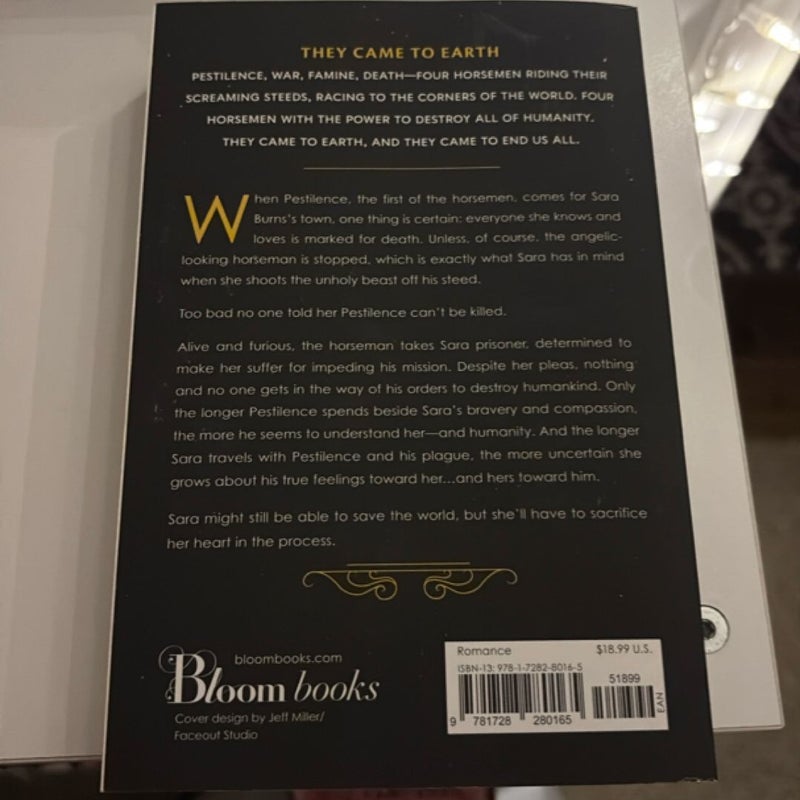 THEY CAME TO EARTH
PESTILENCE, WAR, FAMINE, DEATH—FOUR HORSEMEN RIDING THEIR
SCREAMING STEEDS, RACING TO THE CORNERS OF THE WORLD. FOUR
HORSEMEN WITH THE POWER TO DESTROY ALL OF HUMANITY.
THEY CAME TO EARTH, AND THEY CAME TO END US ALL.
When Pestilence, the first of the horsemen, comes for Sara
Burns's town, one thing is certain: everyone she knows and
loves is marked for death. Unless, of course, the angelic-
looking horseman is stopped, which is exactly what Sara has in mind
when she shoots the unholy beast off his steed.
Too bad no one told her Pestilence can't be killed.
Alive and furious, the horseman takes Sara prisoner, determined to
make her suffer for impeding his mission. Despite her pleas, nothing
and no one gets in the way of his orders to destroy humankind. Only
the longer Pestilence spends beside Sara's bravery and compassion,
the more he seems to understand her—and humanity. And the longer
Sara travels with Pestilence and his plague, the more uncertain she
grows about his true feelings toward her...and hers toward him.
Sara might still be able to save the world, but she'll have to sacrifice
her heart in the process.
bloombooks.com
Bloom books
Cover design by Jeff Miller/
Faceout Studio
Romance $18.99 U.S.
ISBN-13: 978-1-7282-8016-5
51899
EAN
9 781728 280165